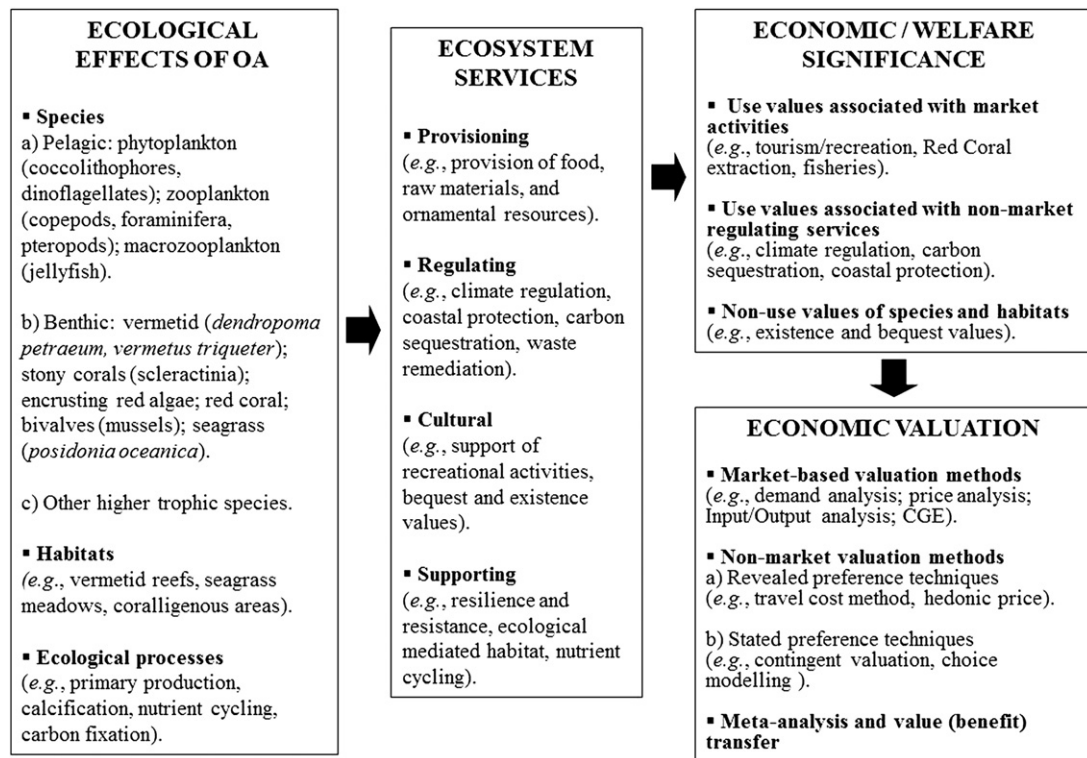 ECOLOGICAL
EFFECTS OF OA
▪ Species
a) Pelagic: phytoplankton
(coccolithophores,
dinoflagellates); zooplankton
(copepods, foraminifera,
pteropods); macrozooplankton
(jellyfish).
b) Benthic: vermetid (dendropoma
petraeum, vermetus triqueter);
stony corals (scleractinia);
encrusting red algae; red coral;
bivalves (mussels); seagrass
(posidonia oceanica).
c) Other higher trophic species.
▪ Habitats
(e.g., vermetid reefs, seagrass
meadows, coralligenous areas).
▪ Ecological processes
(e.g., primary production,
calcification, nutrient cycling,
carbon fixation).
ECOSYSTEM
SERVICES
▪ Provisioning
(e.g., provision of food,
raw materials, and
ornamental resources).
▪ Regulating
(e.g., climate regulation,
coastal protection, carbon
sequestration, waste
remediation).
▪ Cultural
(e.g., support of
recreational activities,
bequest and existence
values).
▪ Supporting
(e.g., resilience and
resistance, ecological
mediated habitat, nutrient
cycling).
ECONOMIC / WELFARE
SIGNIFICANCE
▪ Use values associated with market
activities
(e.g., tourism/recreation, Red Coral
extraction, fisheries).
▪ Use values associated with non-market
regulating services
(e.g., climate regulation, carbon
sequestration, coastal protection).
▪ Non-use values of species and habitats
(e.g., existence and bequest values).
ECONOMIC VALUATION
▪ Market-based valuation methods
(e.g., demand analysis; price analysis;
Input/Output analysis; CGE).
▪ Non-market valuation methods
a) Revealed preference techniques
(e.g., travel cost method, hedonic price).
b) Stated preference techniques
(e.g., contingent valuation, choice
modelling ).
▪ Meta-analysis and value (benefit)
transfer